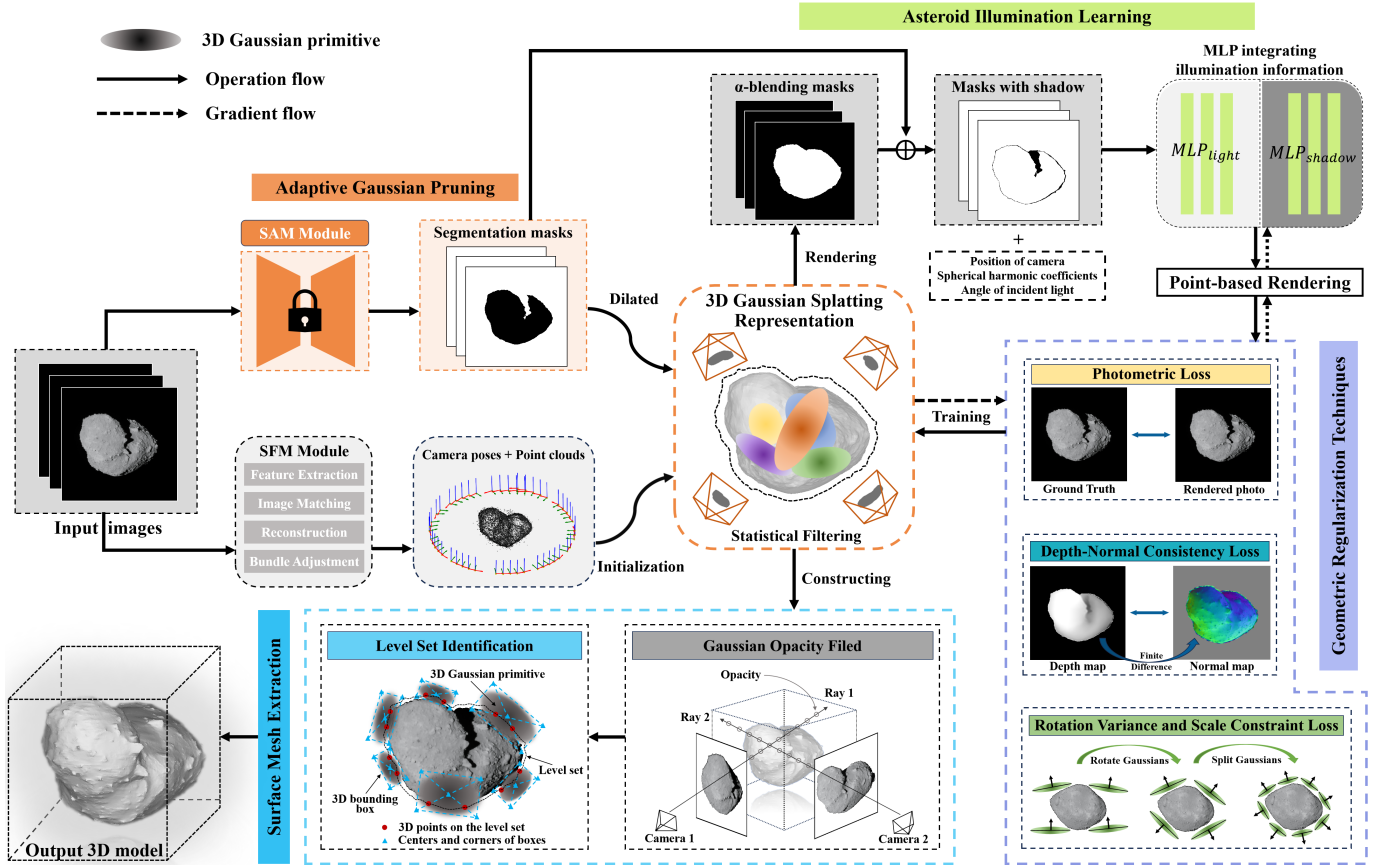 Asteroid Illumination Learning
3D Gaussian primitive
Operation flow
Gradient flow
α-blending masks
Masks with shadow
MLP integrating
illumination information
MLP_light
MLP_shadow
Adaptive Gaussian Pruning
SAM Module
Segmentation masks
Rendering
+
Position of camera
Spherical harmonic coefficients
Angle of incident light
Point-based Rendering
Dilated
3D Gaussian Splatting
Representation
Statistical Filtering
Training
Input images
SFM Module
Feature Extraction
Image Matching
Reconstruction
Bundle Adjustment
Camera poses + Point clouds
Initialization
Constructing
Geometric Regularization Techniques
Photometric Loss
Ground Truth
Rendered photo
Depth-Normal Consistency Loss
Depth map
Finite
Difference
Normal map
Rotation Variance and Scale Constraint Loss
Rotate Gaussians
Split Gaussians
Gaussian Opacity Filed
Opacity
Ray 1
Ray 2
Camera 1
Camera 2
Level Set Identification
3D Gaussian primitive
Level set
3D bounding
box
3D points on the level set
Centers and corners of boxes
Surface Mesh Extraction
Output 3D model